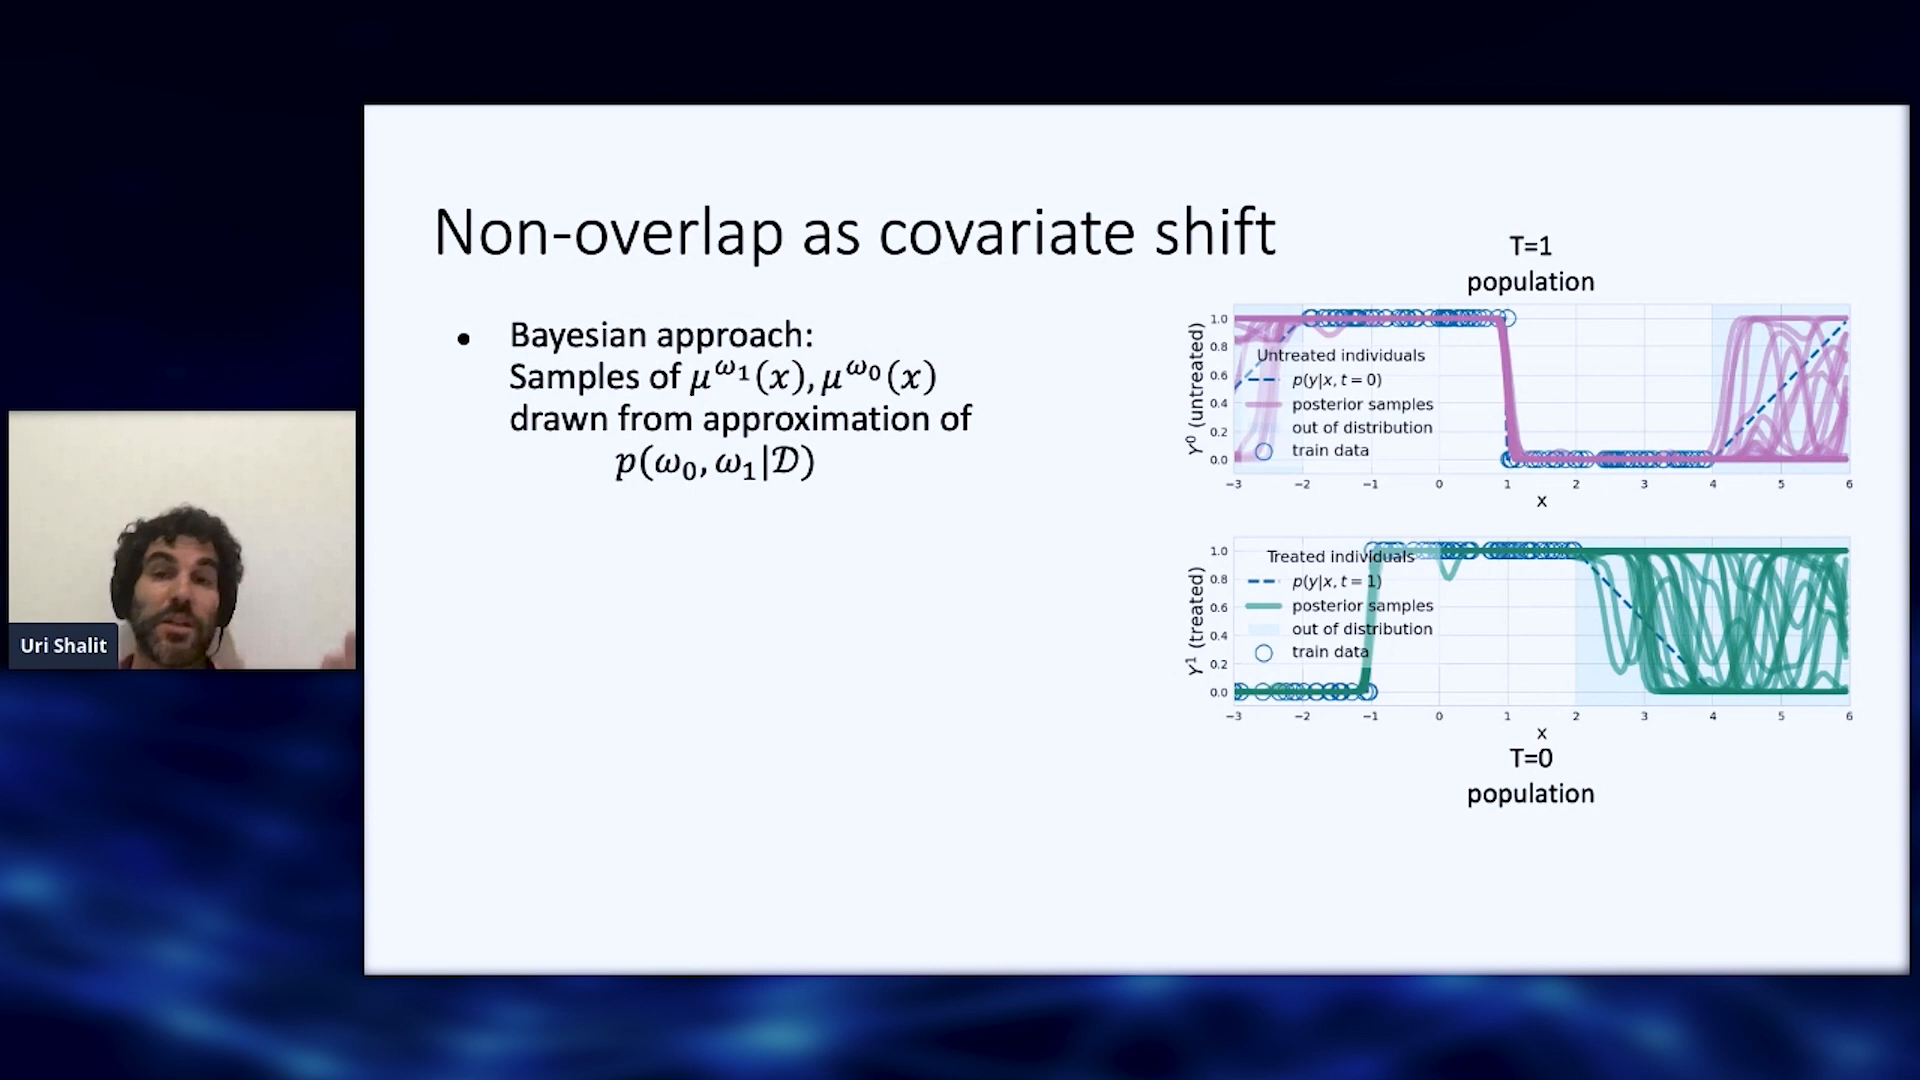 Non-overlap as covariate shift
• Bayesian approach:
Samples of μ^ω₁(x), μ^ω₀(x)
drawn from approximation of
p(ω₀, ω₁|𝒟)
T=1
population
Y⁰ (untreated)
1.0
0.8
0.6
0.4
0.2
0.0
Untreated individuals
p(y|x, t = 0)
posterior samples
out of distribution
train data
−3 −2 −1 0 1 2 3 4 5 6
x
Y¹ (treated)
1.0
0.8
0.6
0.4
0.2
0.0
Treated individuals
p(y|x, t = 1)
posterior samples
out of distribution
train data
−3 −2 −1 0 1 2 3 4 5 6
x
T=0
population
Uri Shalit